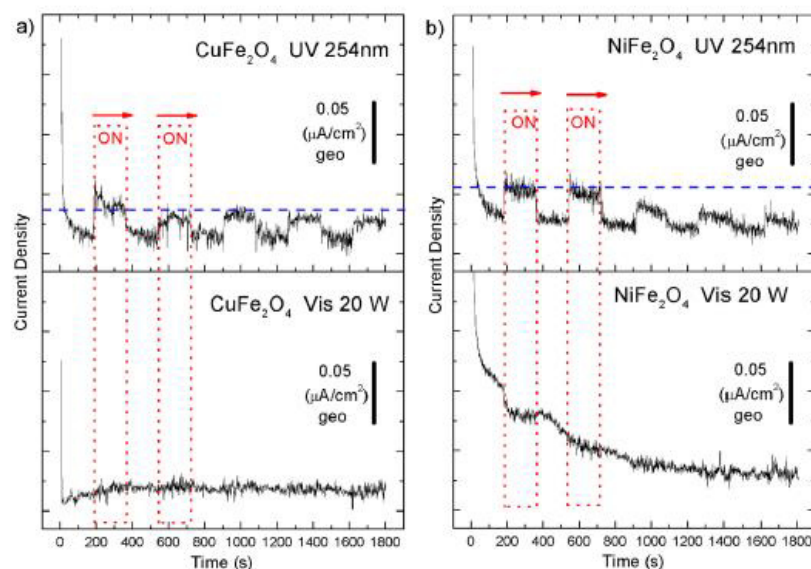 a)
CuFe₂O₄ UV 254nm
ON
ON
0.05
(μA/cm²)
geo
CuFe₂O₄ Vis 20 W
0.05
(μA/cm²)
geo
Current Density
0 200 400 600 800 1000 1200 1400 1600 1800
Time (s)
b)
NiFe₂O₄ UV 254nm
ON
ON
0.05
(μA/cm²)
geo
NiFe₂O₄ Vis 20 W
0.05
(μA/cm²)
geo
Current Density
0 200 400 600 800 1000 1200 1400 1600 1800
Time (s)